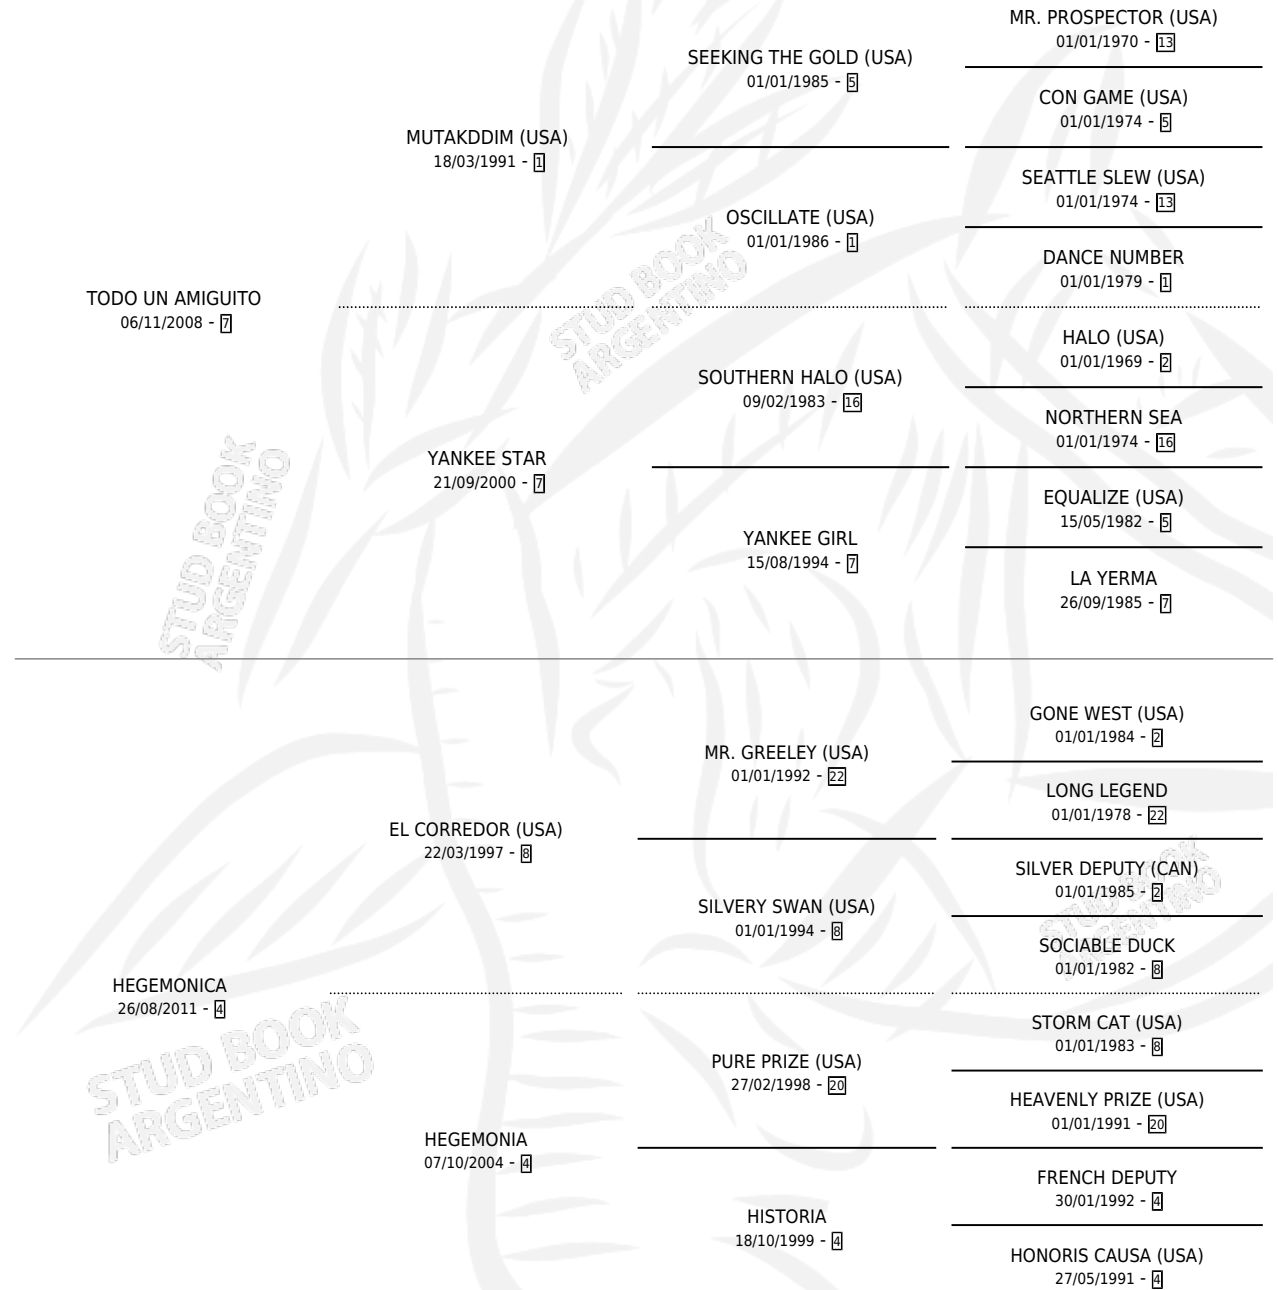 MR. PROSPECTOR (USA)
01/01/1970 - 13
SEEKING THE GOLD (USA)
01/01/1985 - 5
CON GAME (USA)
01/01/1974 - 5
MUTAKDDIM (USA)
18/03/1991 - 1
SEATTLE SLEW (USA)
01/01/1974 - 13
OSCILLATE (USA)
01/01/1986 - 1
DANCE NUMBER
01/01/1979 - 1
TODO UN AMIGUITO
06/11/2008 - 7
STUD BOOK
ARGENTINO
HALO (USA)
01/01/1969 - 2
SOUTHERN HALO (USA)
09/02/1983 - 16
NORTHERN SEA
01/01/1974 - 16
YANKEE STAR
21/09/2000 - 7
EQUALIZE (USA)
15/05/1982 - 5
YANKEE GIRL
15/08/1994 - 7
LA YERMA
26/09/1985 - 7
STUD BOOK
ARGENTINO
GONE WEST (USA)
01/01/1984 - 2
MR. GREELEY (USA)
01/01/1992 - 22
LONG LEGEND
01/01/1978 - 22
EL CORREDOR (USA)
22/03/1997 - 8
SILVER DEPUTY (CAN)
01/01/1985 - 2
SILVERY SWAN (USA)
01/01/1994 - 8
STUD BOOK
ARGENTINO
SOCIABLE DUCK
01/01/1982 - 8
HEGEMONICA
26/08/2011 - 4
STUD BOOK
ARGENTINO
STORM CAT (USA)
01/01/1983 - 8
PURE PRIZE (USA)
27/02/1998 - 20
HEAVENLY PRIZE (USA)
01/01/1991 - 20
HEGEMONIA
07/10/2004 - 4
FRENCH DEPUTY
30/01/1992 - 4
HISTORIA
18/10/1999 - 4
HONORIS CAUSA (USA)
27/05/1991 - 4